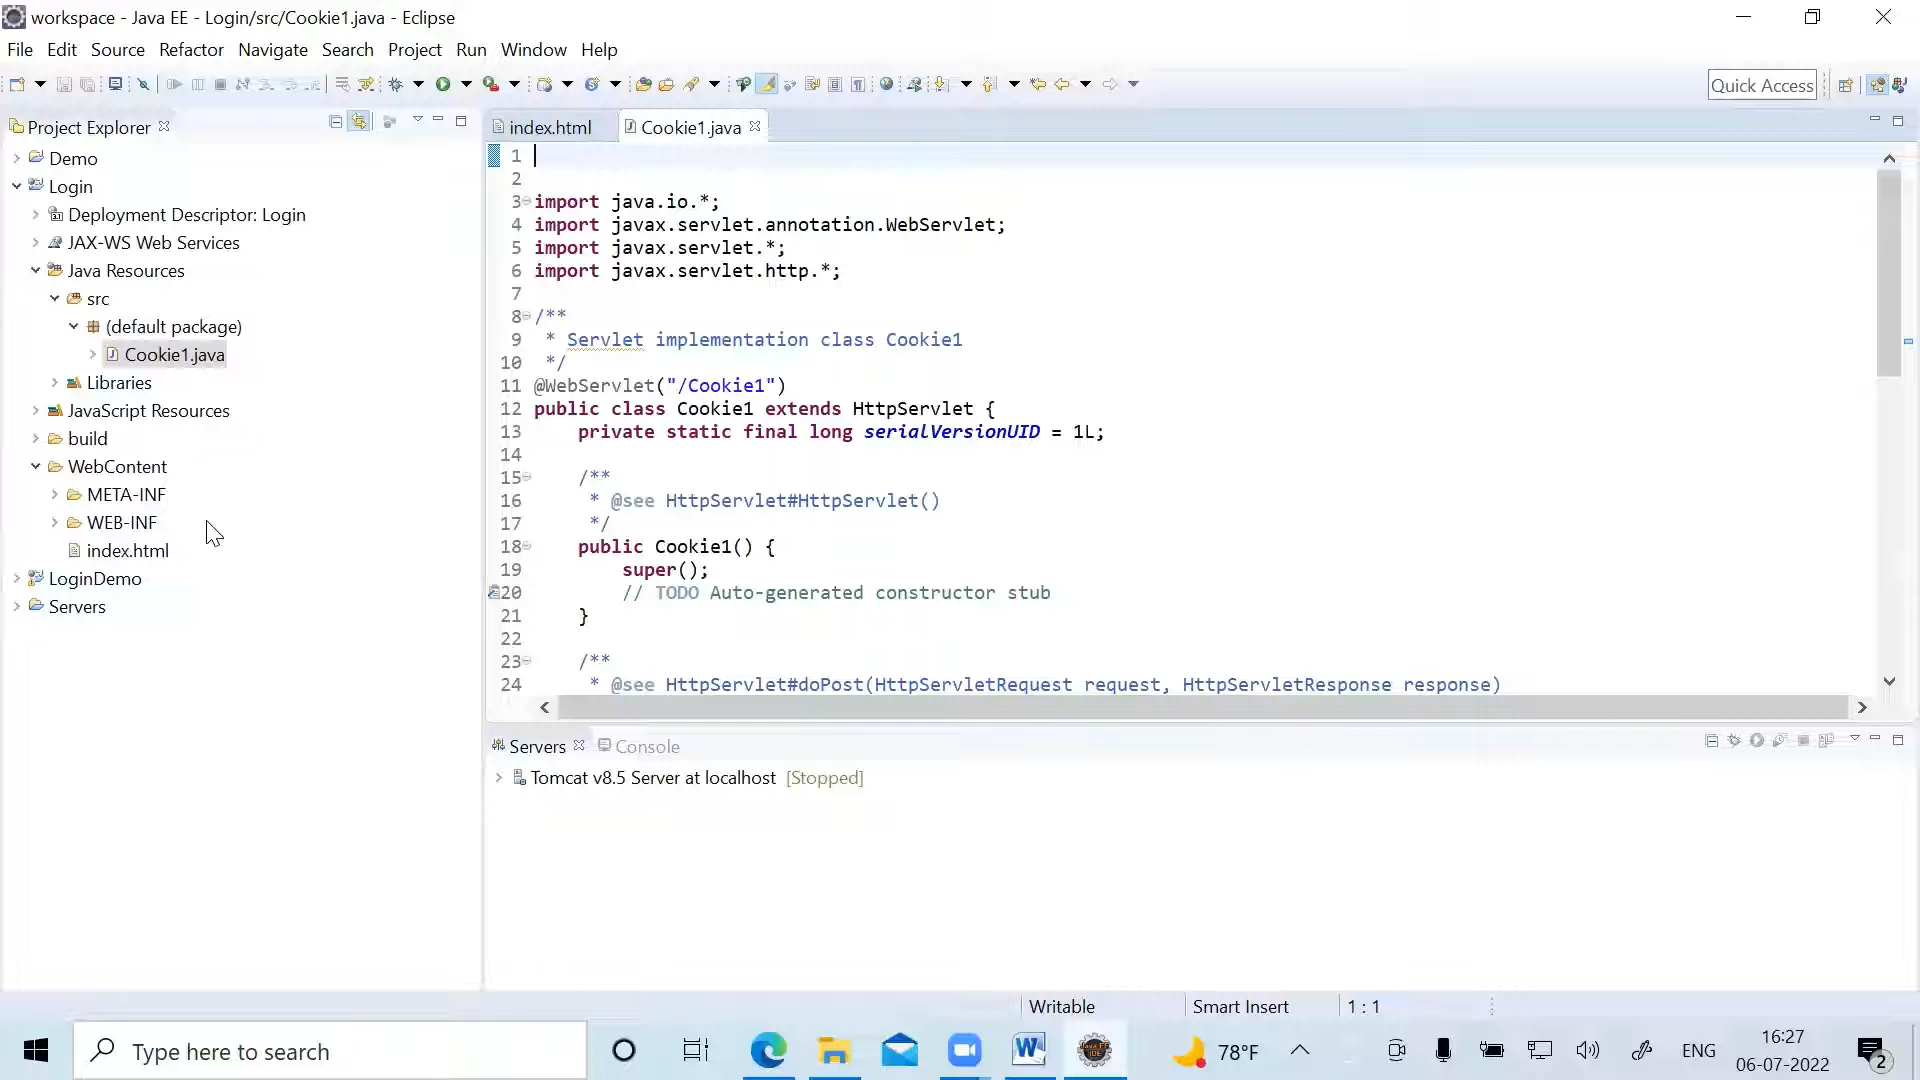 workspace - Java EE - Login/src/Cookie1.java - Eclipse
File Edit Source Refactor Navigate Search Project Run Window Help
Quick Access
Project Explorer
Demo
Login
Deployment Descriptor: Login
JAX-WS Web Services
Java Resources
src
(default package)
Cookie1.java
Libraries
JavaScript Resources
build
WebContent
META-INF
WEB-INF
index.html
LoginDemo
Servers
index.html Cookie1.java
1
2
3 import java.io.*;
4 import javax.servlet.annotation.WebServlet;
5 import javax.servlet.*;
6 import javax.servlet.http.*;
7
8 /**
9 * Servlet implementation class Cookie1
10 */
11 @WebServlet("/Cookie1")
12 public class Cookie1 extends HttpServlet {
13 private static final long serialVersionUID = 1L;
14
15 /**
16 * @see HttpServlet#HttpServlet()
17 */
18 public Cookie1() {
19 super();
20 // TODO Auto-generated constructor stub
21 }
22
23 /**
24 * @see HttpServlet#doPost(HttpServletRequest request, HttpServletResponse response)
Servers Console
Tomcat v8.5 Server at localhost [Stopped]
Writable Smart Insert 1 : 1
Type here to search
78°F
ENG
16:27
06-07-2022
2